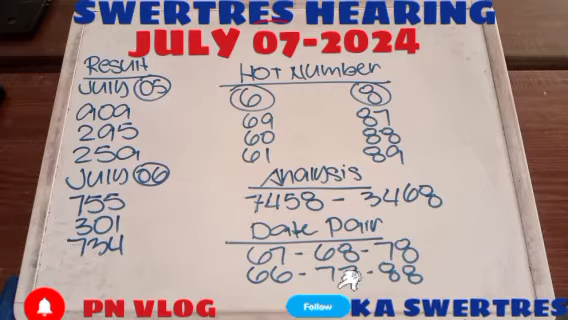 SWERTRES HEARING
JULY 07-2024
Result
July 05
909
295
259
July 06
755
301
734
Hot Number
6 8
69 87
60 88
61 89
Analysis
7458 - 3468
Date Pair
67 - 68 - 78
66 - 77 - 88
PN VLOG
Follow
KA SWERTRES